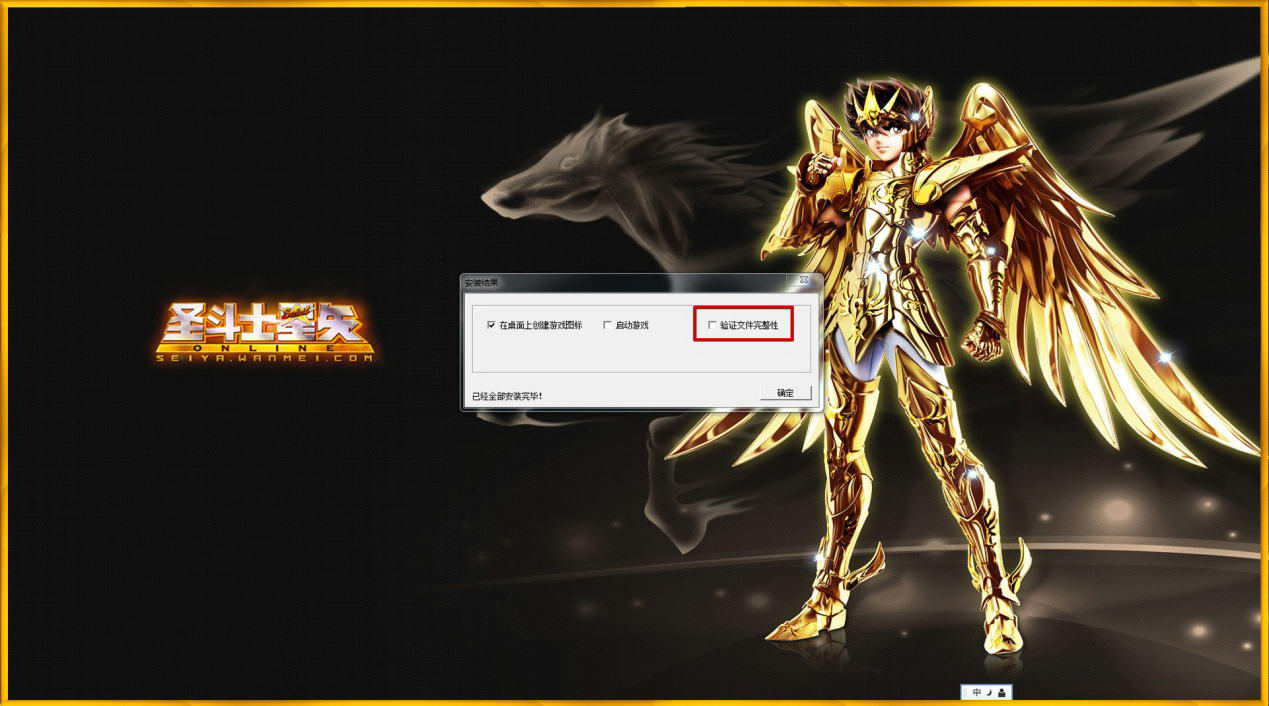 安装结果
在桌面上创建游戏图标 启动游戏 验证文件完整性
圣斗士星矢
ONLINE
SEIYA.WANMEI.COM
已经全部安装完毕!
确定
中